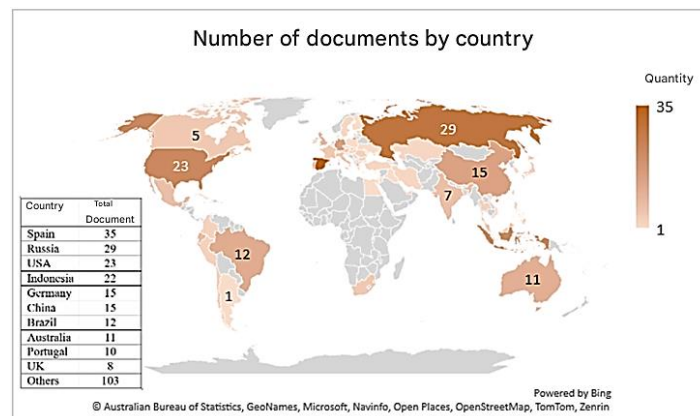 Number of documents by country
Quantity
35
1
5
29
23
15
7
12
11
1
Country Total Document
Spain 35
Russia 29
USA 23
Indonesia 22
Germany 15
China 15
Brazil 12
Australia 11
Portugal 10
UK 8
Others 103
Powered by Bing
© Australian Bureau of Statistics, GeoNames, Microsoft, Navinfo, Open Places, OpenStreetMap, TomTom, Zenrin